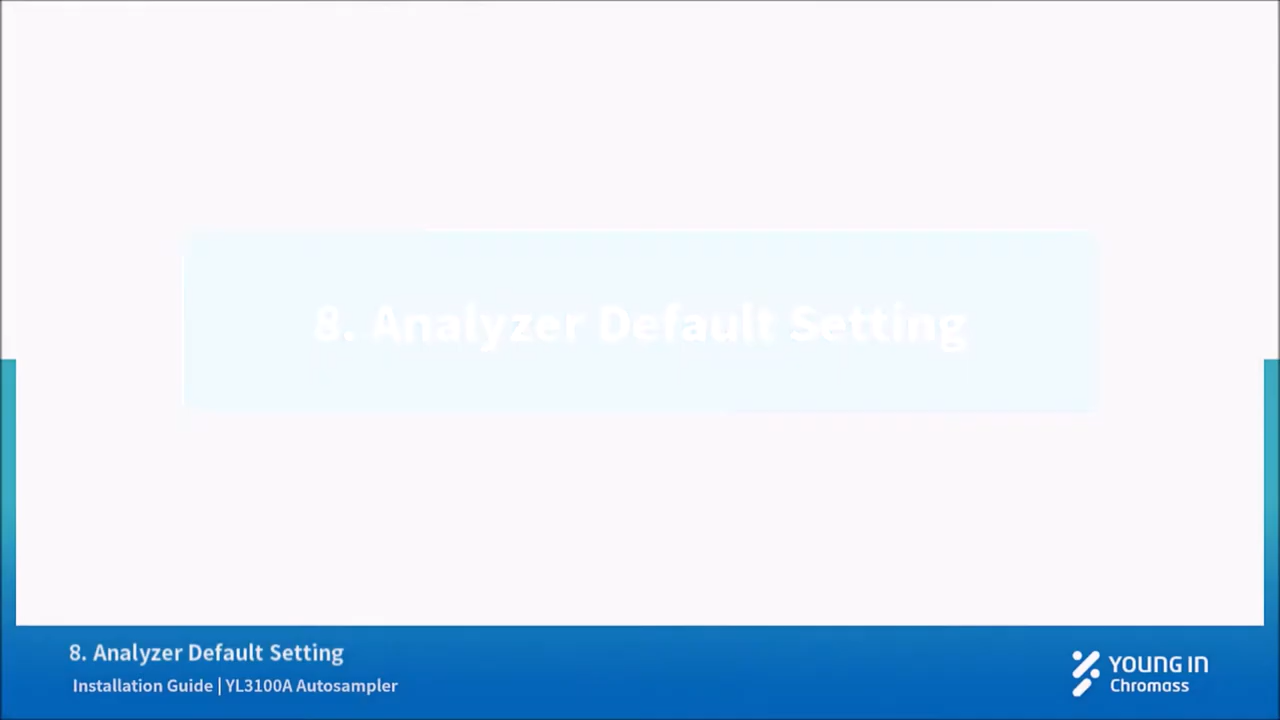 8. Analyzer Default Setting
8. Analyzer Default Setting
Installation Guide | YL3100A Autosampler
YOUNG IN
Chromass